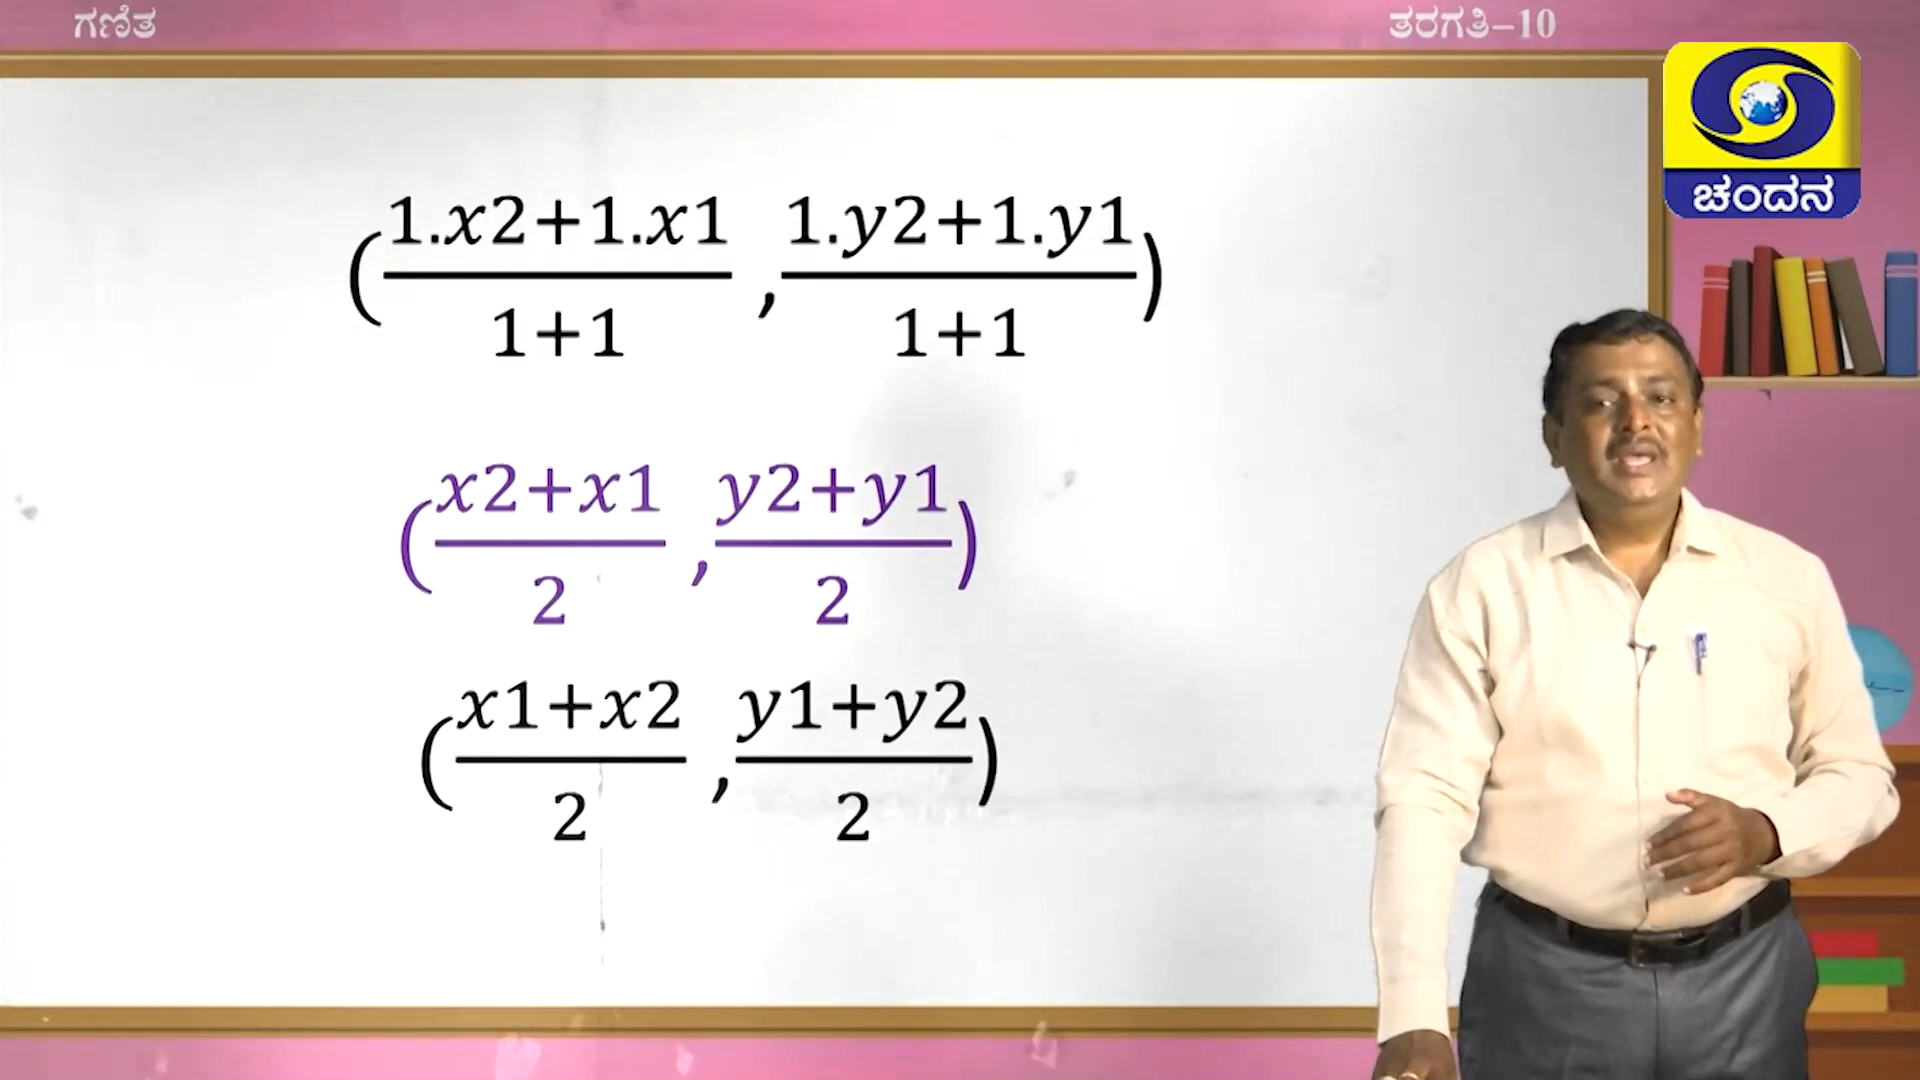 ಗಣಿತ
ತರಗತಿ–10
ಚಂದನ
(1.x2+1.x1/1+1 ,1.y2+1.y1/1+1)
(x2+x1/2 ,y2+y1/2)
(x1+x2/2 ,y1+y2/2)